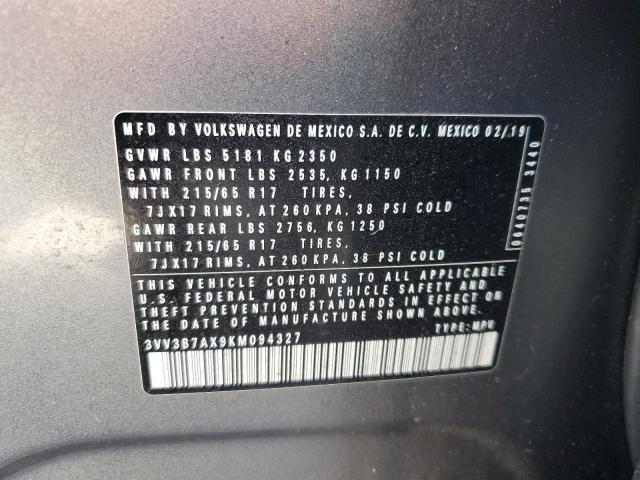 MFD BY VOLKSWAGEN DE MEXICO S.A. DE C.V. MEXICO 02/19
GVWR LBS 5181 KG 2350
GAWR FRONT LBS 2535, KG 1150
WITH 215/65 R17 TIRES,
7JX17 RIMS, AT 260 KPA, 38 PSI COLD
GAWR REAR LBS 2756, KG 1250
WITH 215/65 R17 TIRES,
7JX17 RIMS, AT 260 KPA, 38 PSI COLD
THIS VEHICLE CONFORMS TO ALL APPLICABLE
U.S. FEDERAL MOTOR VEHICLE SAFETY AND
THEFT PREVENTION STANDARDS IN EFFECT ON
THE DATE OF MANUFACTURE SHOWN ABOVE.
3VV3B7AX9KM094327 TYPE: MPV
0040735 3440